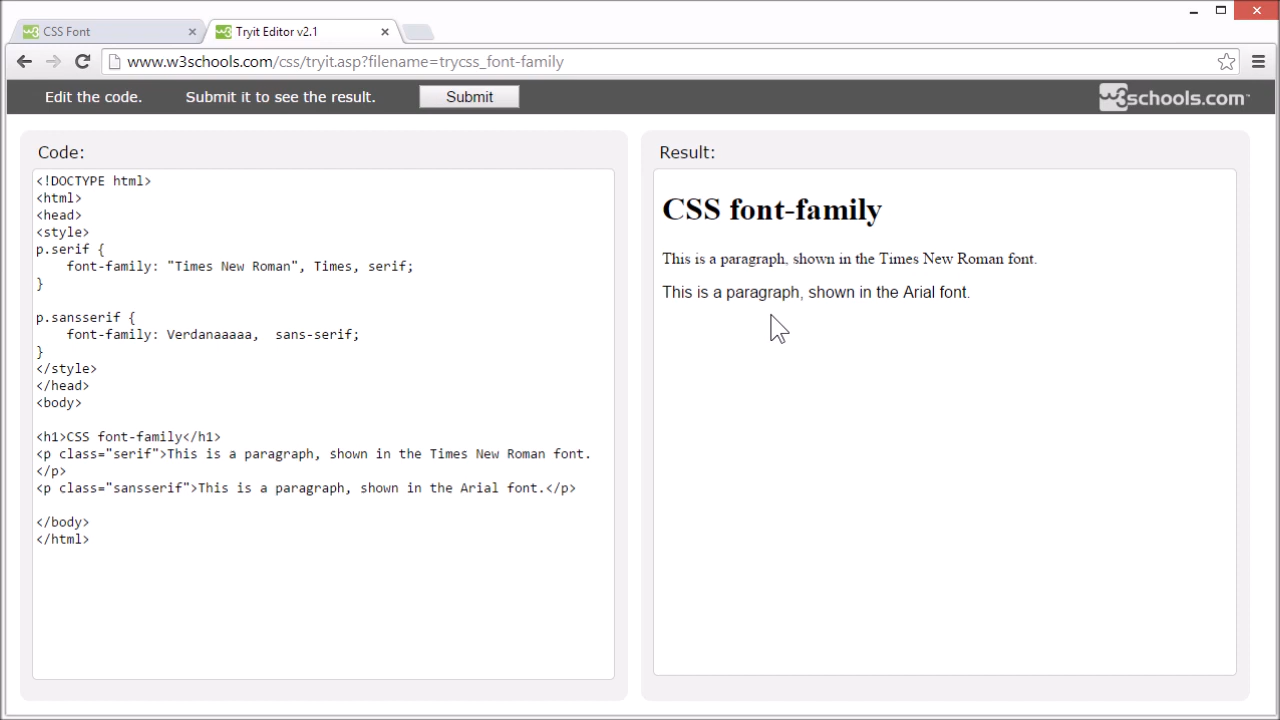 CSS Font
Tryit Editor v2.1
www.w3schools.com/css/tryit.asp?filename=trycss_font-family
Edit the code. Submit it to see the result. Submit
w3schools.com
Code:
<!DOCTYPE html>
<html>
<head>
<style>
p.serif {
    font-family: "Times New Roman", Times, serif;
}
p.sansserif {
    font-family: Verdanaaaaa,  sans-serif;
}
</style>
</head>
<body>
<h1>CSS font-family</h1>
<p class="serif">This is a paragraph, shown in the Times New Roman font.
</p>
<p class="sansserif">This is a paragraph, shown in the Arial font.</p>
</body>
</html>
Result:
CSS font-family
This is a paragraph, shown in the Times New Roman font.
This is a paragraph, shown in the Arial font.